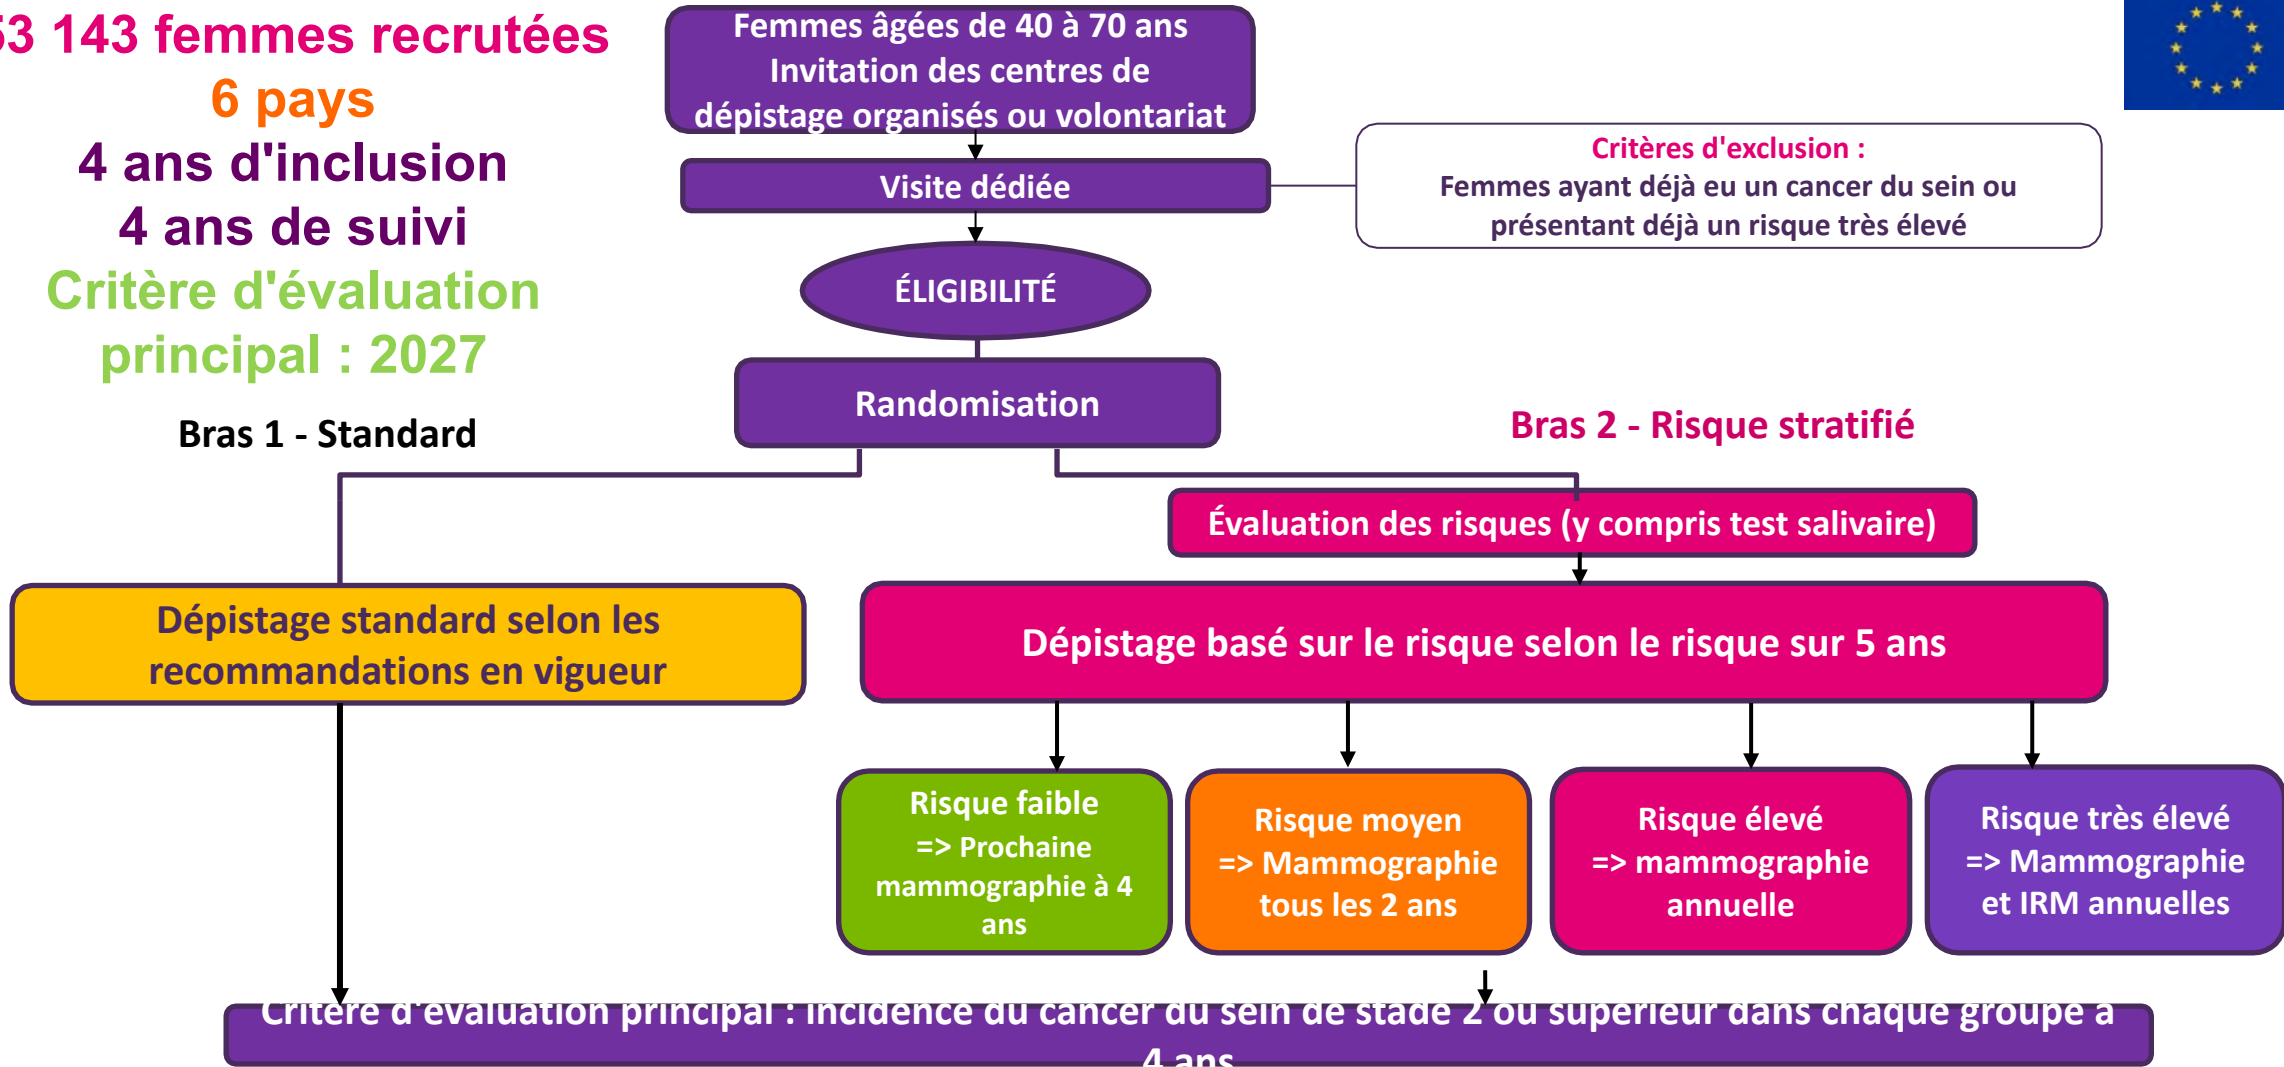 53 143 femmes recrutées
6 pays
4 ans d'inclusion
4 ans de suivi
Critère d'évaluation
principal : 2027
Femmes âgées de 40 à 70 ans
Invitation des centres de
dépistage organisés ou volontariat
Visite dédiée
Critères d'exclusion :
Femmes ayant déjà eu un cancer du sein ou
présentant déjà un risque très élevé
ÉLIGIBILITÉ
Randomisation
Bras 1 - Standard
Bras 2 - Risque stratifié
Évaluation des risques (y compris test salivaire)
Dépistage standard selon les
recommandations en vigueur
Dépistage basé sur le risque selon le risque sur 5 ans
Risque faible
=> Prochaine
mammographie à 4
ans
Risque moyen
=> Mammographie
tous les 2 ans
Risque élevé
=> mammographie
annuelle
Risque très élevé
=> Mammographie
et IRM annuelles
Critère d'évaluation principal : incidence du cancer du sein de stade 2 ou supérieur dans chaque groupe à
4 ans